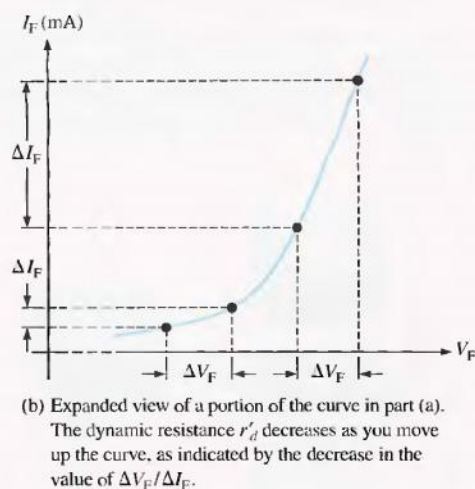 I_F (mA)
ΔI_F
ΔI_F
V_F
ΔV_F
ΔV_F
(b) Expanded view of a portion of the curve in part (a).
The dynamic resistance r'_d decreases as you move
up the curve, as indicated by the decrease in the
value of ΔV_F/ΔI_F.